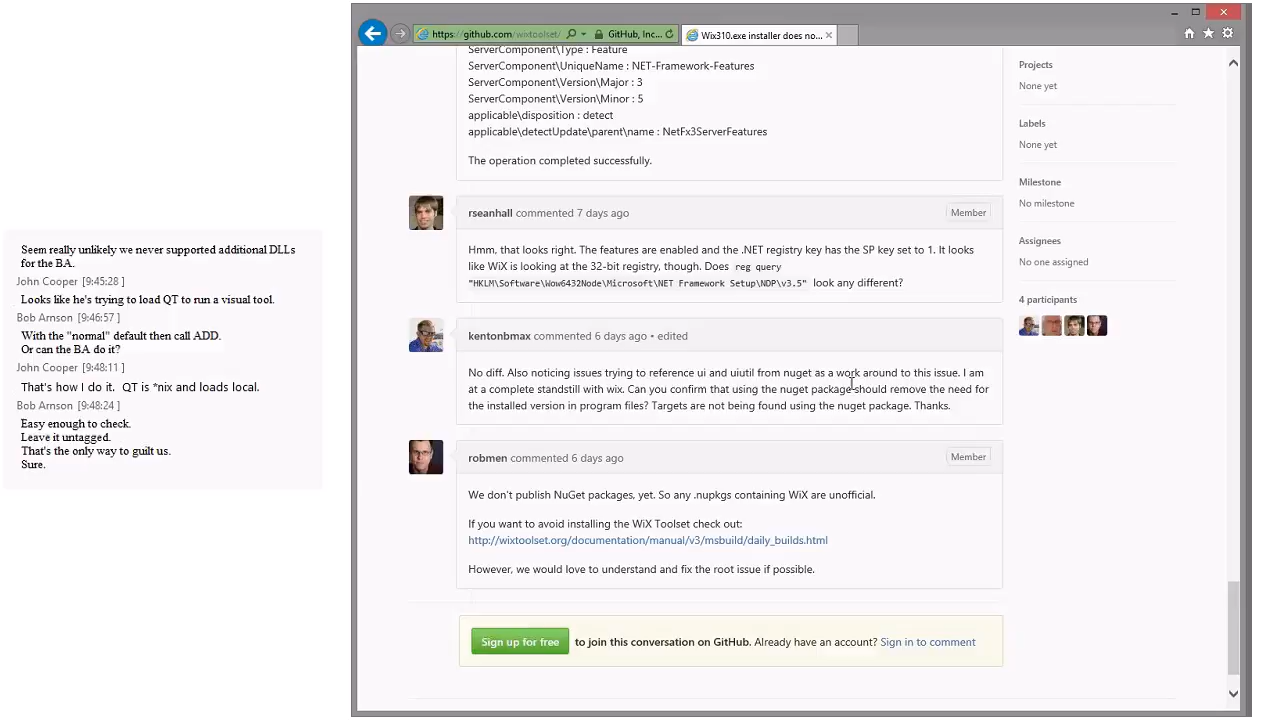 Seem really unlikely we never supported additional DLLs
for the BA.
John Cooper [9:45:28 ]
Looks like he's trying to load QT to run a visual tool.
Bob Arnson [9:46:57 ]
With the "normal" default then call ADD.
Or can the BA do it?
John Cooper [9:48:11 ]
That's how I do it.  QT is *nix and loads local.
Bob Arnson [9:48:24 ]
Easy enough to check.
Leave it untagged.
That's the only way to guilt us.
Sure.
https://github.com/wixtoolset/
GitHub, Inc...
Wix310.exe installer does no...
ServerComponent\Type : Feature
ServerComponent\UniqueName : NET-Framework-Features
ServerComponent\Version\Major : 3
ServerComponent\Version\Minor : 5
applicable\disposition : detect
applicable\detectUpdate\parent\name : NetFx3ServerFeatures
The operation completed successfully.
rseanhall commented 7 days ago
Member
Hmm, that looks right. The features are enabled and the .NET registry key has the SP key set to 1. It looks
like WiX is looking at the 32-bit registry, though. Does reg query
"HKLM\Software\Wow6432Node\Microsoft\NET Framework Setup\NDP\v3.5" look any different?
kentonbmax commented 6 days ago • edited
No diff. Also noticing issues trying to reference ui and uiutil from nuget as a work around to this issue. I am
at a complete standstill with wix. Can you confirm that using the nuget package should remove the need for
the installed version in program files? Targets are not being found using the nuget package. Thanks.
robmen commented 6 days ago
Member
We don't publish NuGet packages, yet. So any .nupkgs containing WiX are unofficial.
If you want to avoid installing the WiX Toolset check out:
http://wixtoolset.org/documentation/manual/v3/msbuild/daily_builds.html
However, we would love to understand and fix the root issue if possible.
Sign up for free to join this conversation on GitHub. Already have an account? Sign in to comment
Projects
None yet
Labels
None yet
Milestone
No milestone
Assignees
No one assigned
4 participants